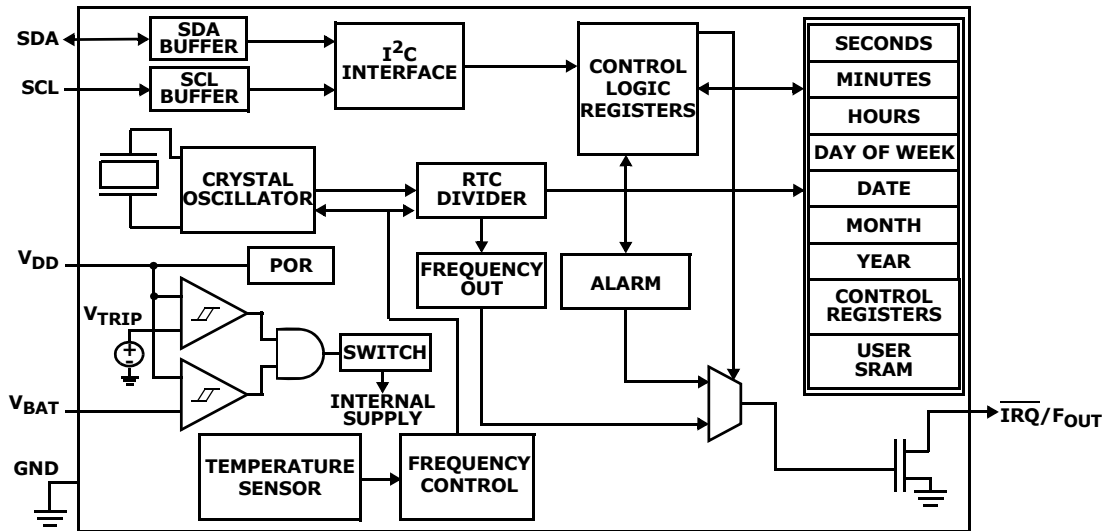 SDA
SDA
BUFFER
I²C
INTERFACE
CONTROL
LOGIC
REGISTERS
SECONDS
SCL
SCL
BUFFER
MINUTES
HOURS
DAY OF WEEK
DATE
MONTH
YEAR
CONTROL
REGISTERS
USER
SRAM
CRYSTAL
OSCILLATOR
RTC
DIVIDER
VDD
POR
FREQUENCY
OUT
ALARM
VTRIP
+
-
SWITCH
INTERNAL
SUPPLY
VBAT
IRQ/FOUT
GND
TEMPERATURE
SENSOR
FREQUENCY
CONTROL